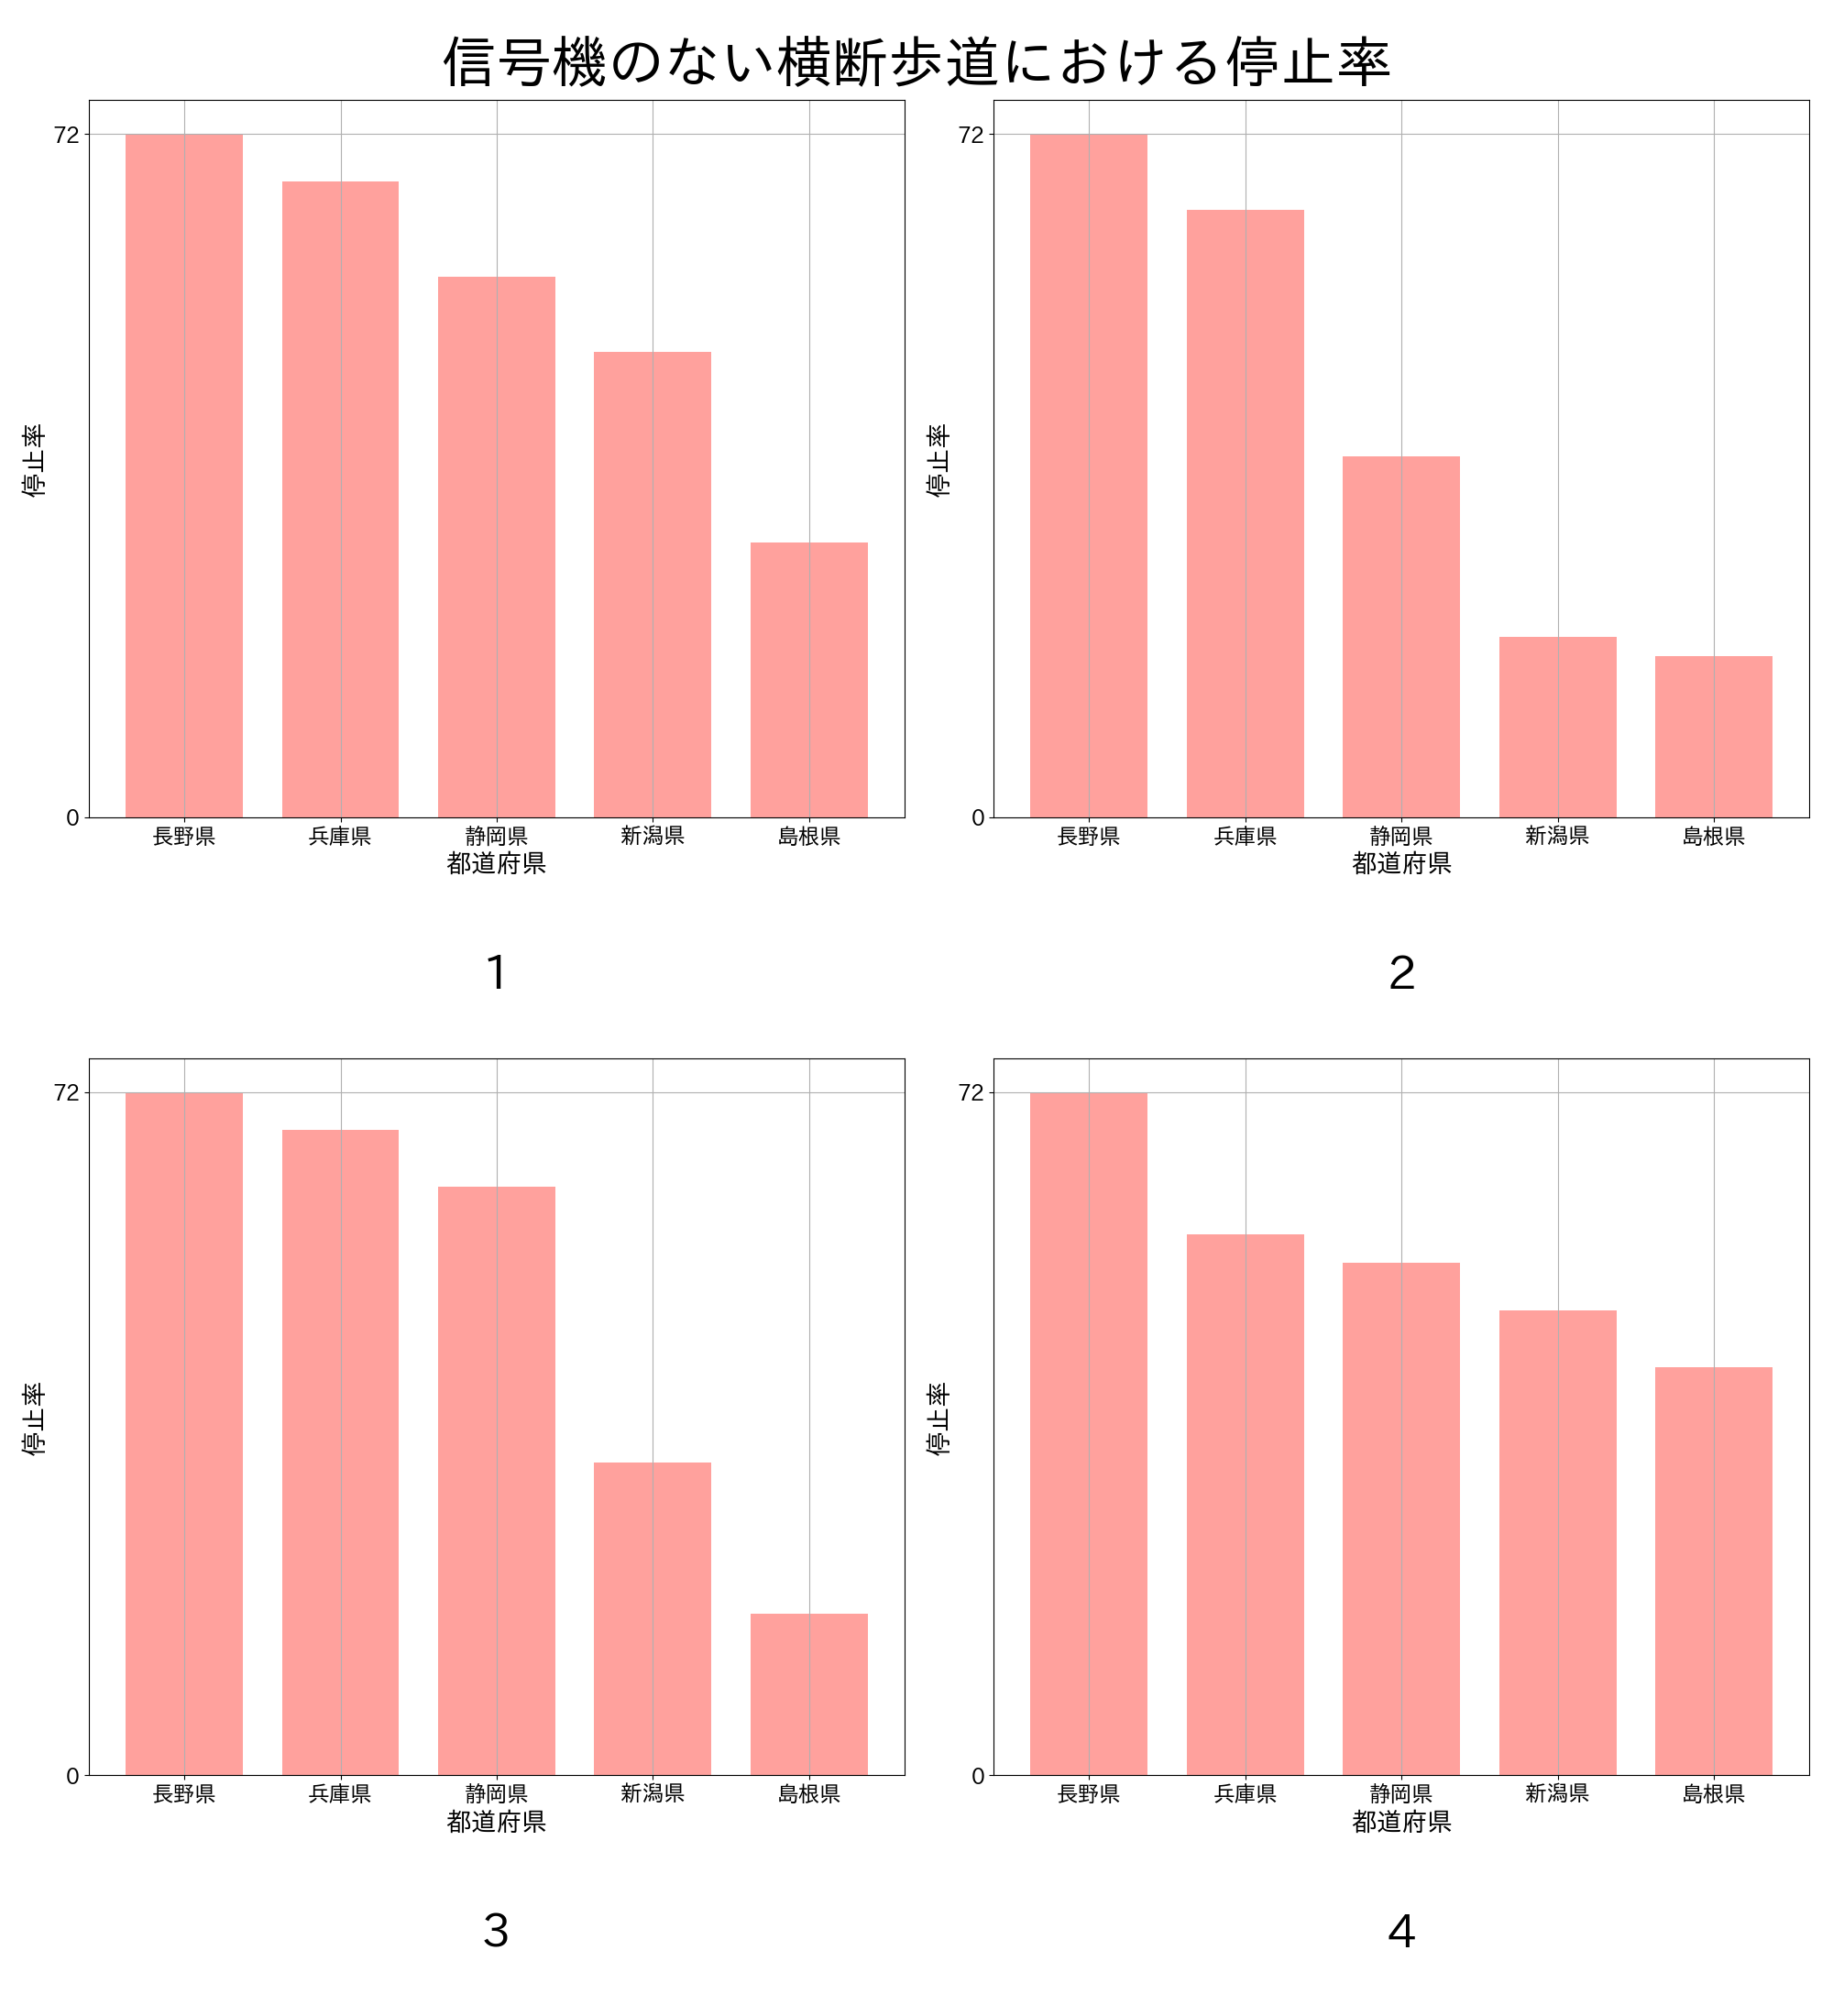 信号機のない横断歩道における停止率
72
0
停止率
長野県 兵庫県 静岡県 新潟県 島根県
都道府県
1
72
0
停止率
長野県 兵庫県 静岡県 新潟県 島根県
都道府県
2
72
0
停止率
長野県 兵庫県 静岡県 新潟県 島根県
都道府県
3
72
0
停止率
長野県 兵庫県 静岡県 新潟県 島根県
都道府県
4